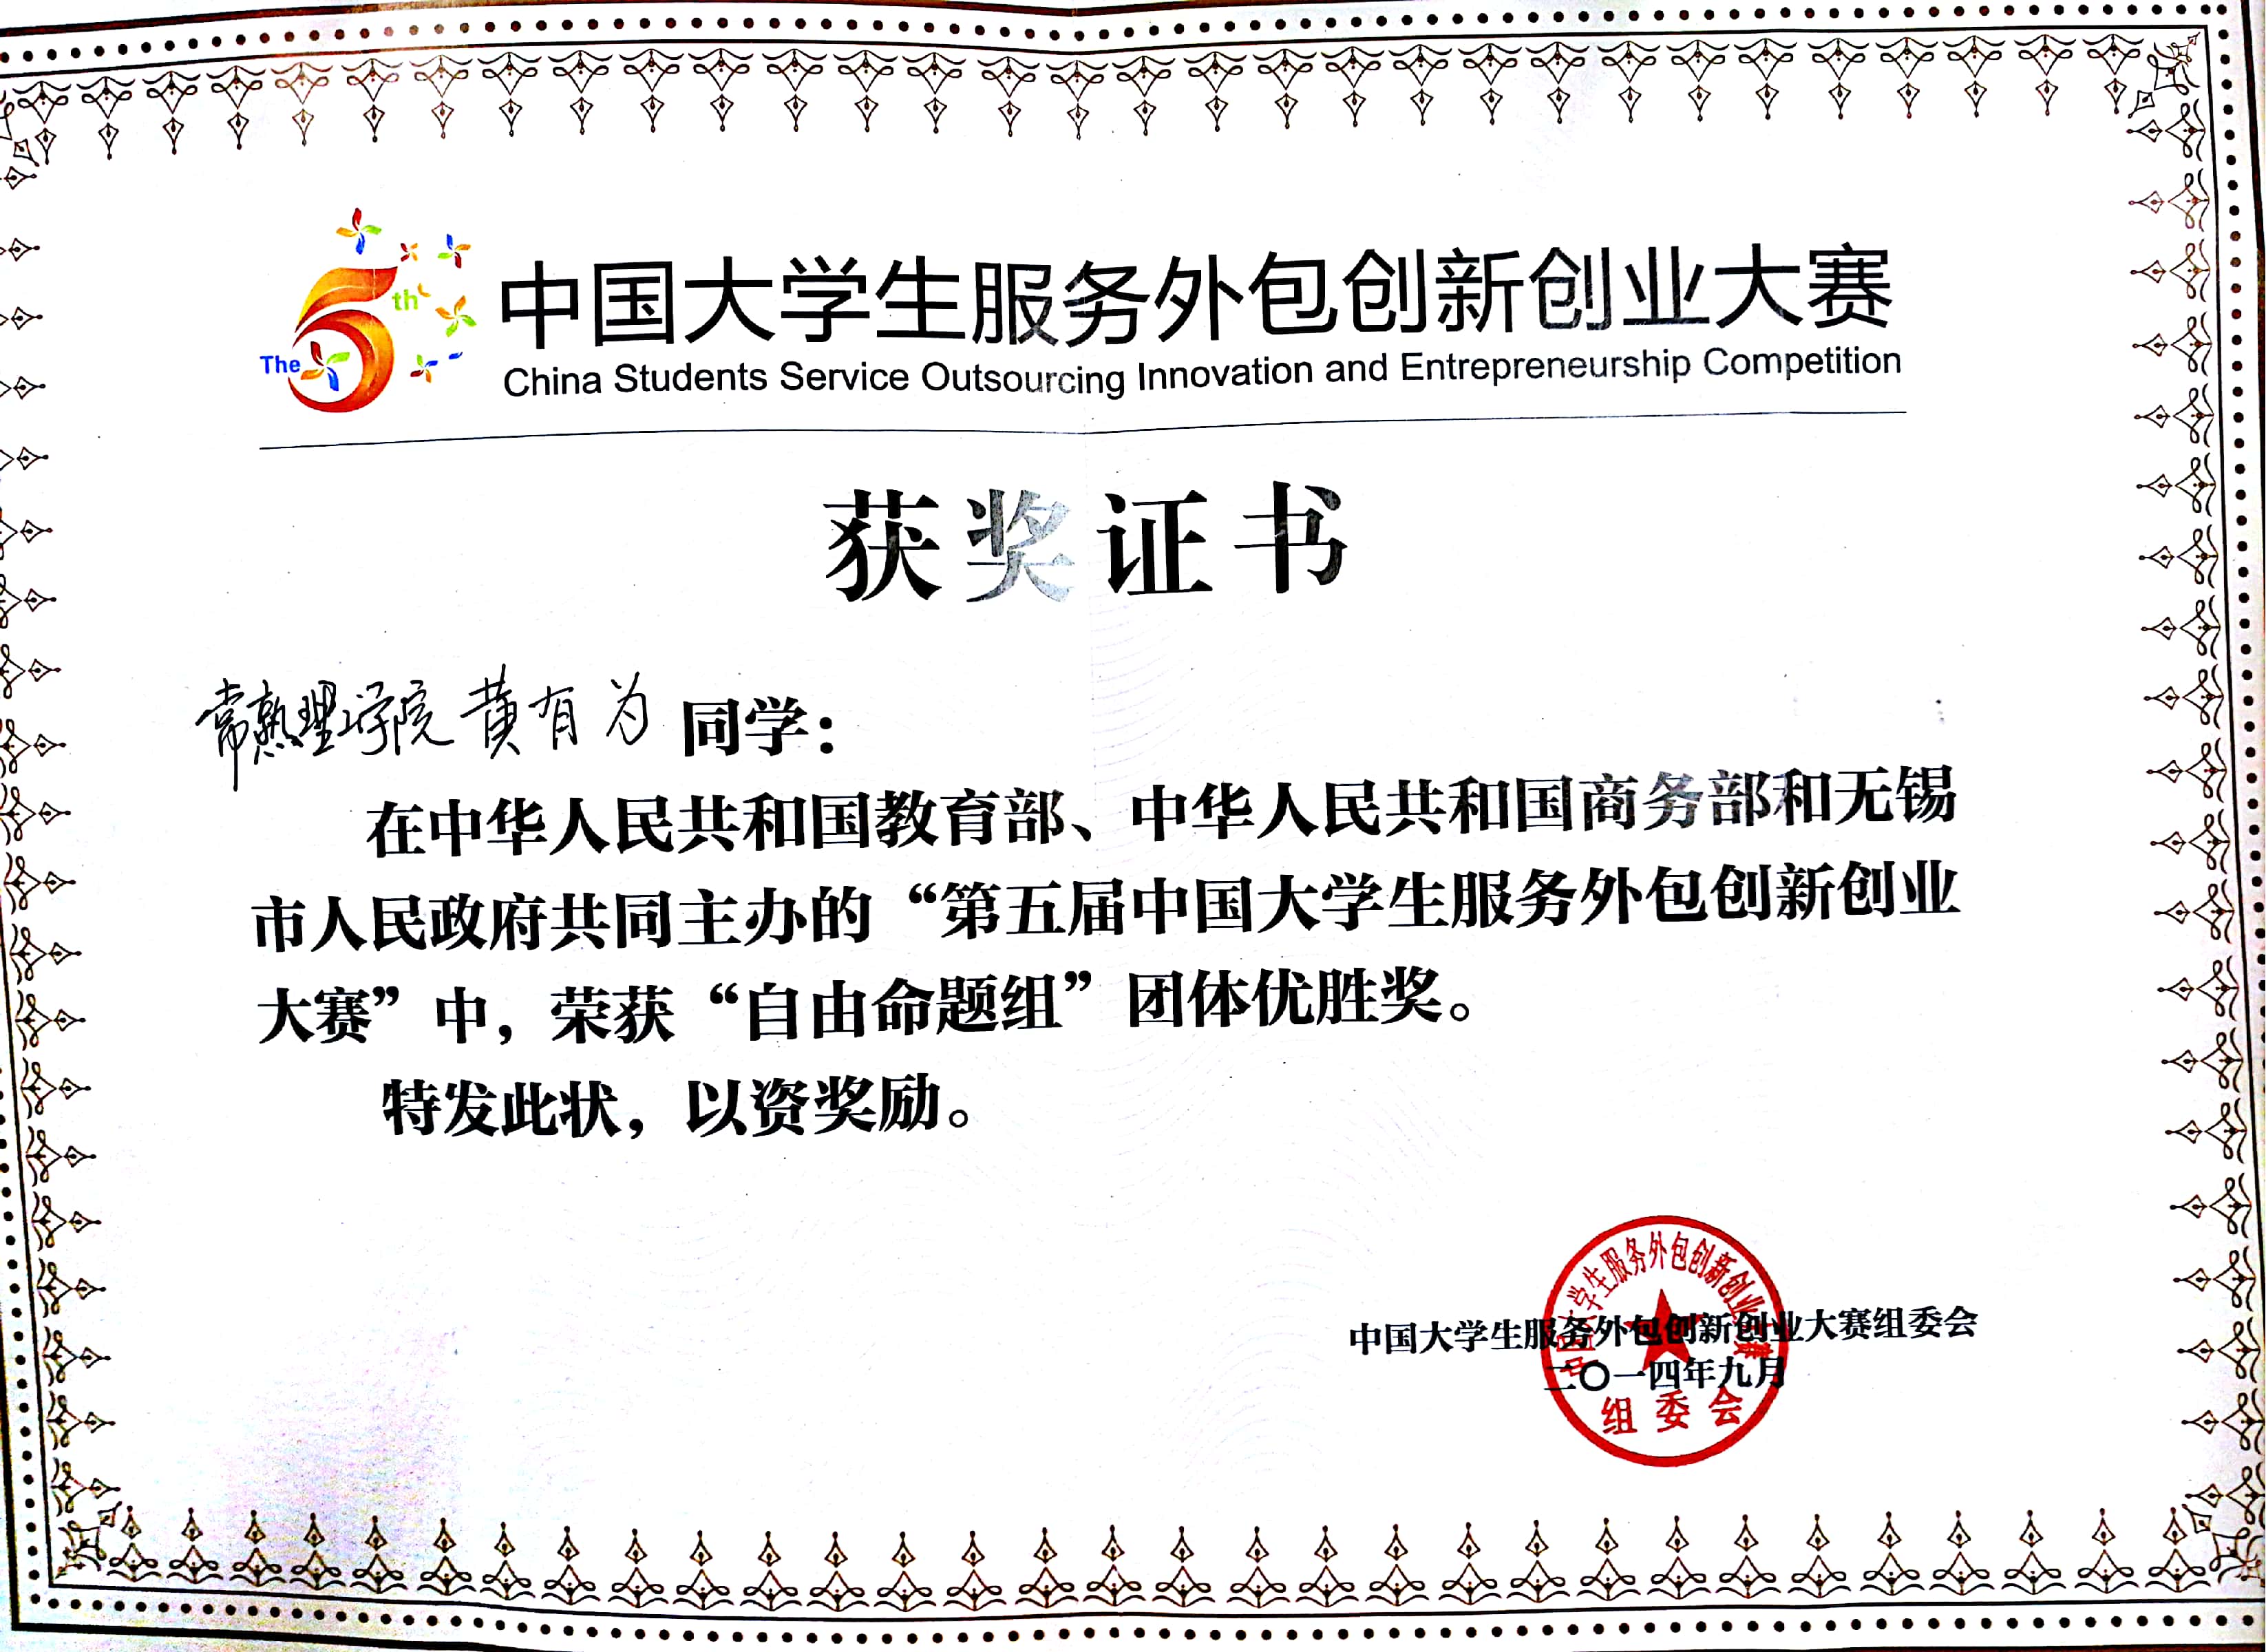 The 5th
中国大学生服务外包创新创业大赛
China Students Service Outsourcing Innovation and Entrepreneurship Competition
获奖证书
常熟理工学院 黄有为 同学：
在中华人民共和国教育部、中华人民共和国商务部和无锡
市人民政府共同主办的“第五届中国大学生服务外包创新创业
大赛”中，荣获“自由命题组”团体优胜奖。
特发此状，以资奖励。
中国大学生服务外包创新创业大赛组委会
二〇一四年九月
中国大学生服务外包创新创业大赛
组委会